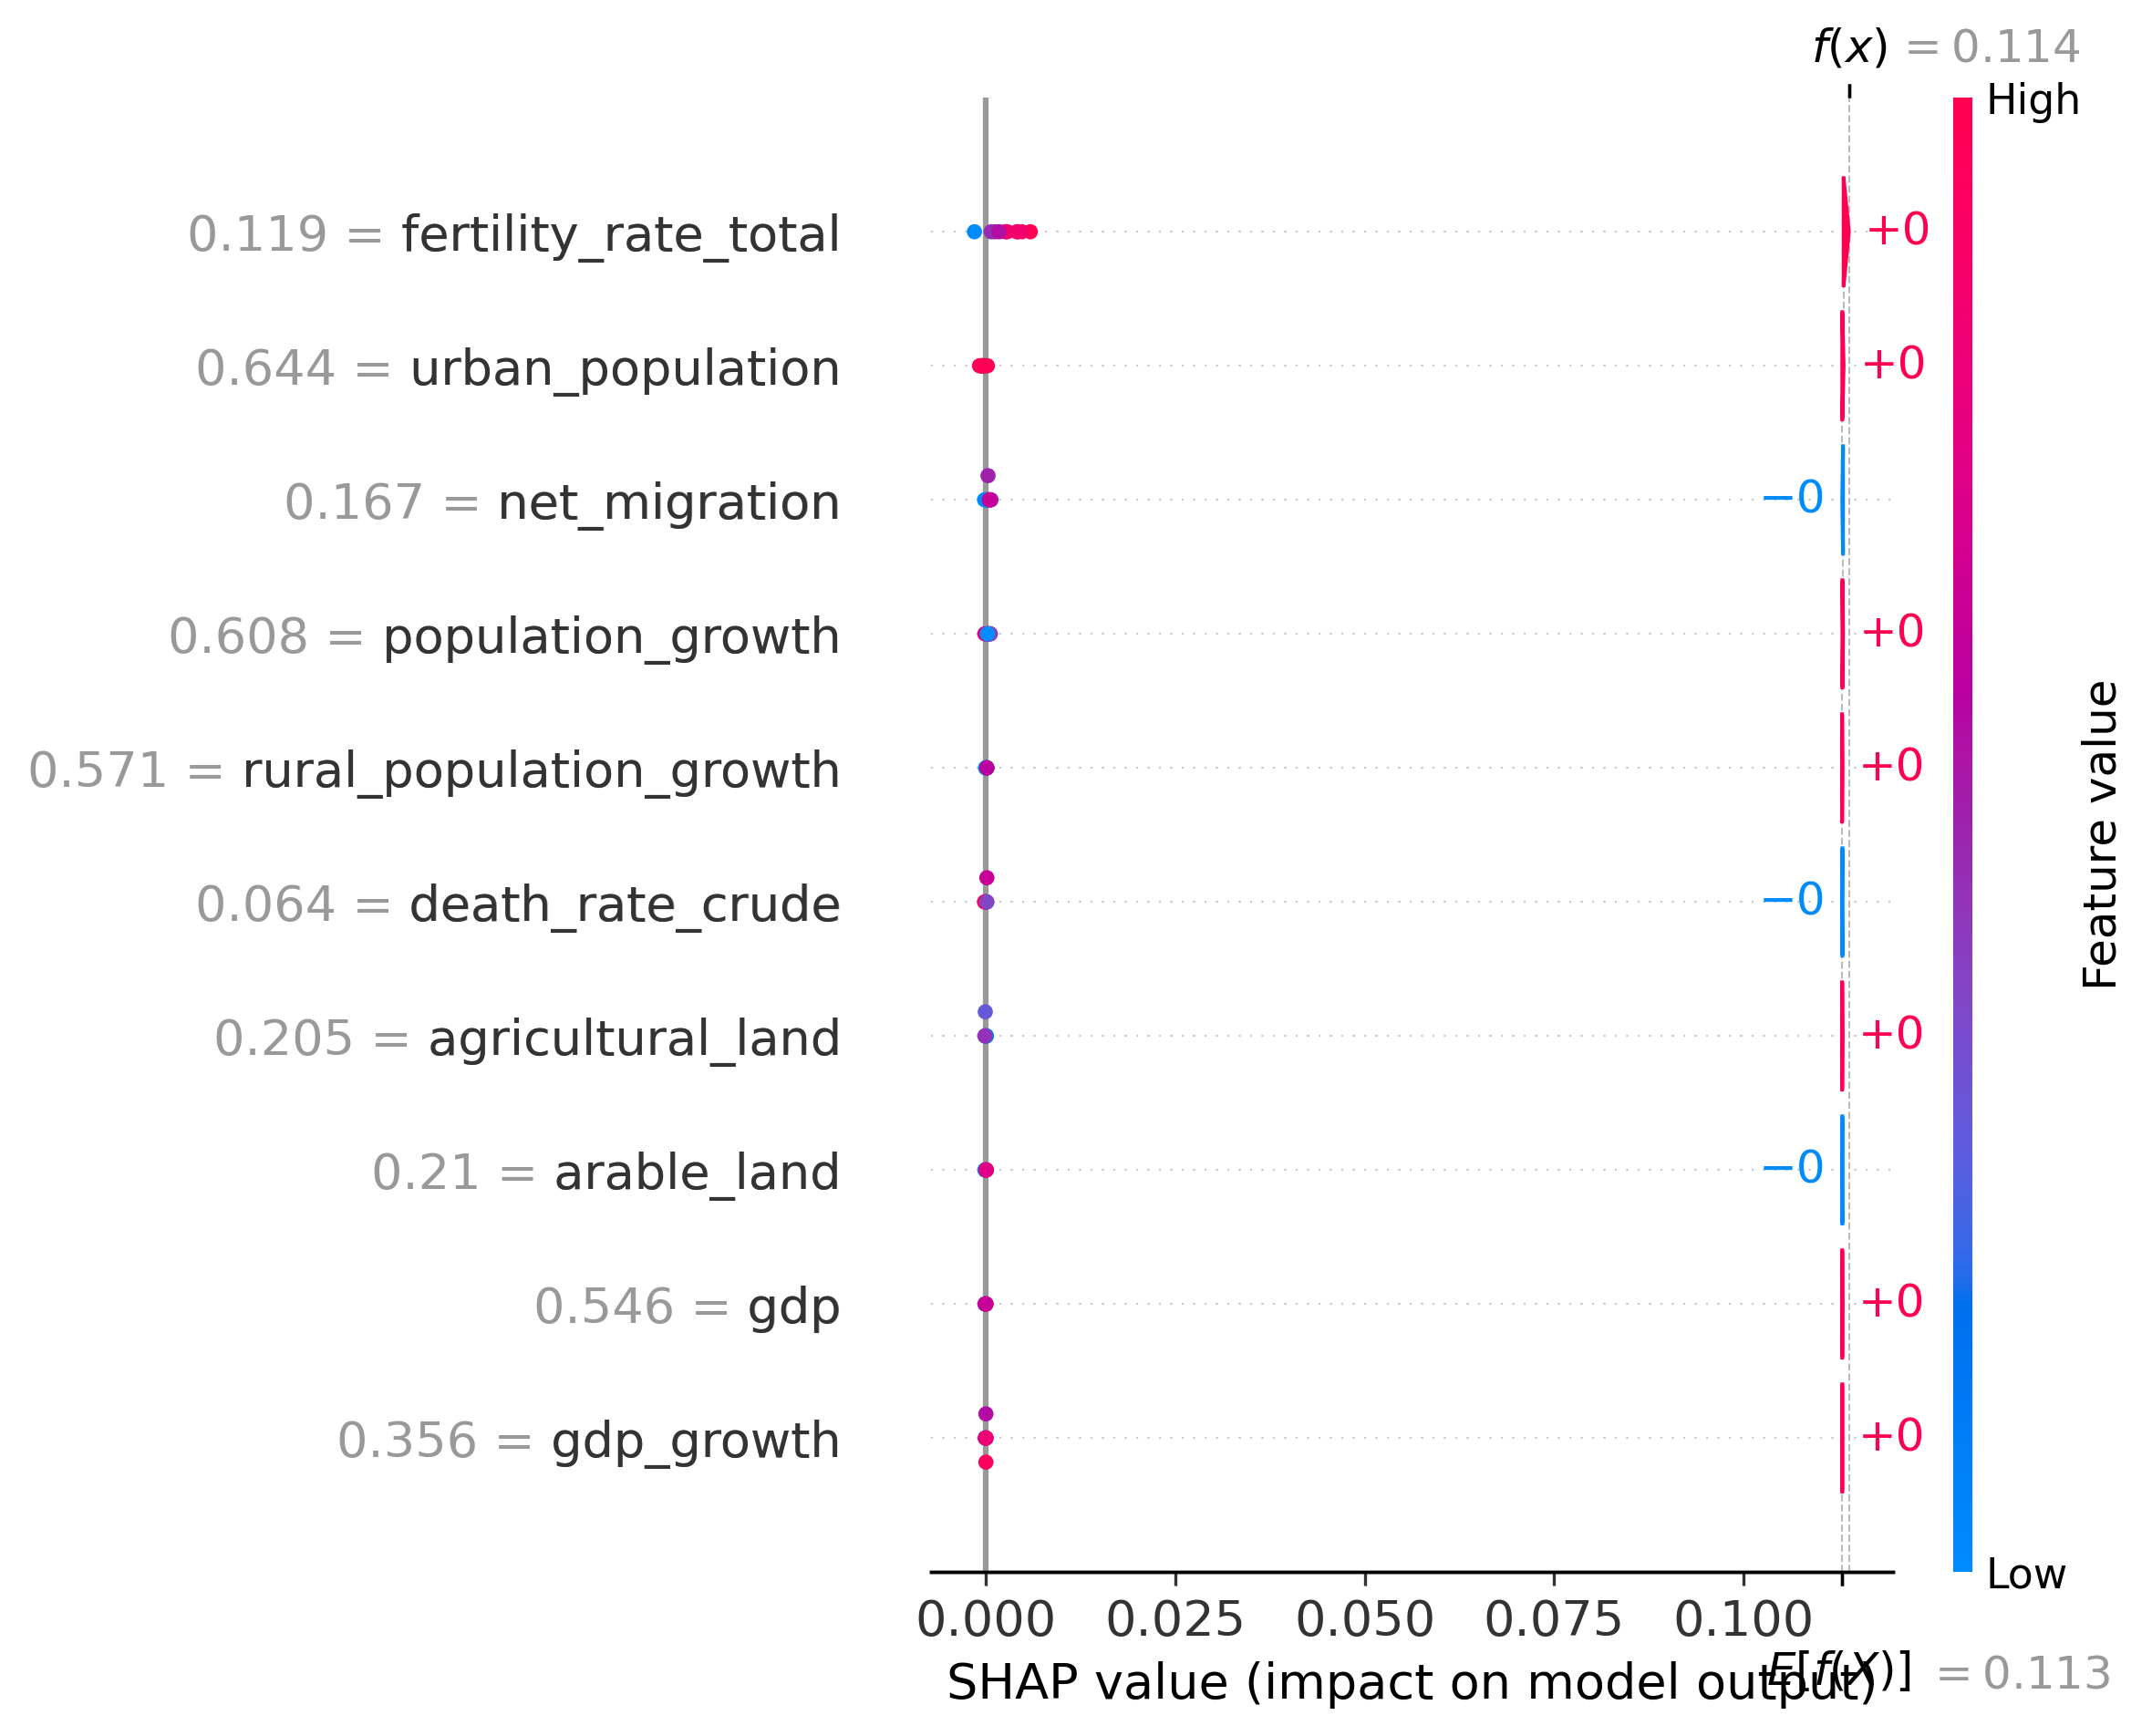 f(x) = 0.114
High
0.119 = fertility_rate_total +0
0.644 = urban_population +0
0.167 = net_migration −0
0.608 = population_growth +0
0.571 = rural_population_growth +0
0.064 = death_rate_crude −0
0.205 = agricultural_land +0
0.21 = arable_land −0
0.546 = gdp +0
0.356 = gdp_growth +0
Feature value
Low
0.000 0.025 0.050 0.075 0.100
SHAP value (impact on model output)
E[f(X)] = 0.113